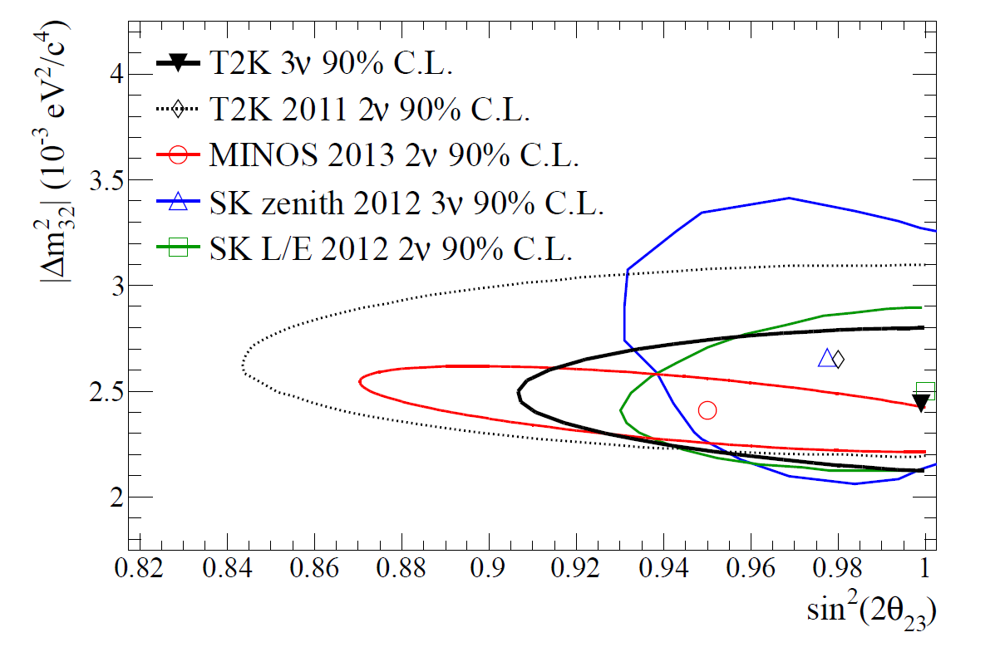 |Δm²₃₂| (10⁻³ eV²/c⁴)
4
3.5
3
2.5
2
T2K 3ν 90% C.L.
T2K 2011 2ν 90% C.L.
MINOS 2013 2ν 90% C.L.
SK zenith 2012 3ν 90% C.L.
SK L/E 2012 2ν 90% C.L.
0.82 0.84 0.86 0.88 0.9 0.92 0.94 0.96 0.98 1
sin²(2θ₂₃)